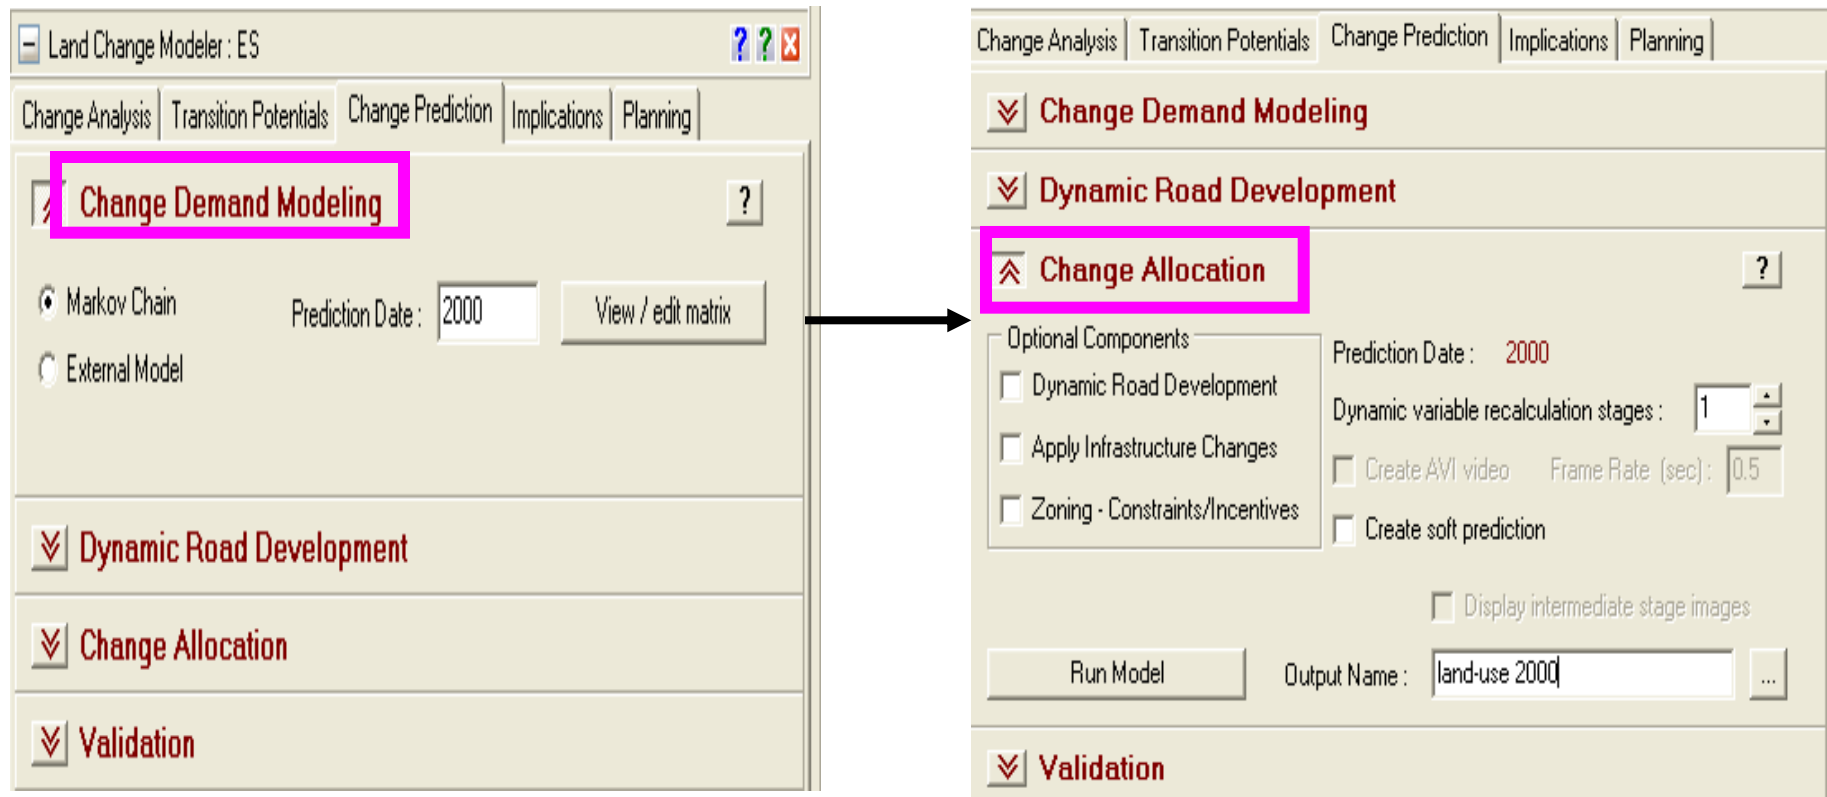 Land Change Modeler : ES
? ?
Change Analysis Transition Potentials Change Prediction Implications Planning
Change Demand Modeling ?
Markov Chain Prediction Date : 2000 View / edit matrix
External Model
Dynamic Road Development
Change Allocation
Validation
Change Analysis Transition Potentials Change Prediction Implications Planning
Change Demand Modeling
Dynamic Road Development
Change Allocation ?
Optional Components
Prediction Date : 2000
Dynamic Road Development
Dynamic variable recalculation stages : 1
Apply Infrastructure Changes
Create AVI video Frame Rate (sec) : 0.5
Zoning - Constraints/Incentives
Create soft prediction
Display intermediate stage images
Run Model Output Name : land-use 2000 ...
Validation